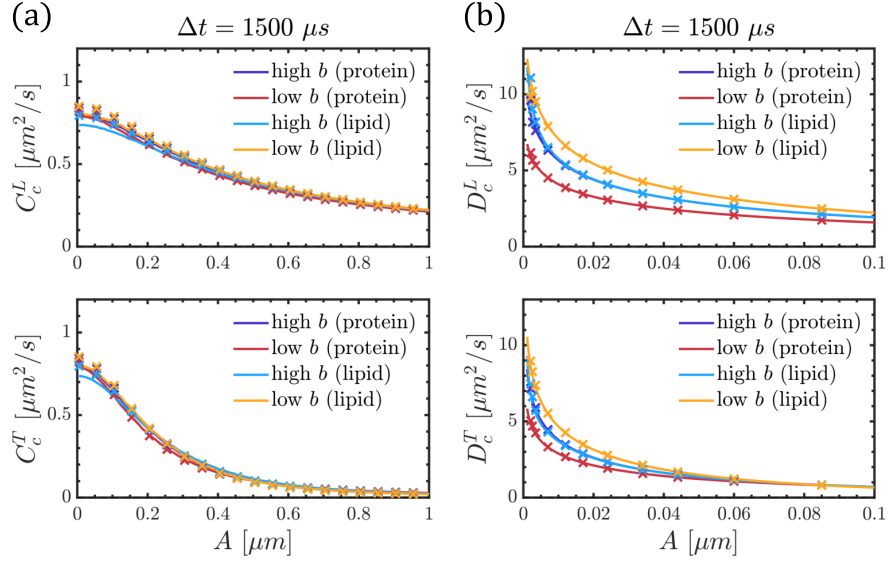 (a)
Δt = 1500 μs
C_c^L [μm²/s]
1
0.5
0
high b (protein)
low b (protein)
high b (lipid)
low b (lipid)
0 0.2 0.4 0.6 0.8 1
C_c^T [μm²/s]
1
0.5
0
high b (protein)
low b (protein)
high b (lipid)
low b (lipid)
0 0.2 0.4 0.6 0.8 1
A [μm]
(b)
Δt = 1500 μs
D_c^L [μm²/s]
10
5
0
high b (protein)
low b (protein)
high b (lipid)
low b (lipid)
0 0.02 0.04 0.06 0.08 0.1
D_c^T [μm²/s]
10
5
0
high b (protein)
low b (protein)
high b (lipid)
low b (lipid)
0 0.02 0.04 0.06 0.08 0.1
A [μm]